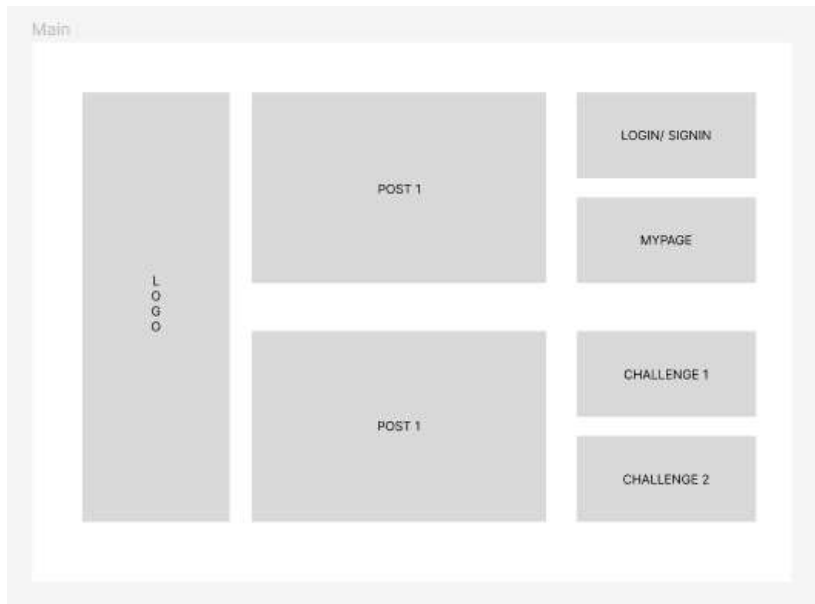 Main
L
O
G
O
POST 1
POST 1
LOGIN/ SIGNIN
MYPAGE
CHALLENGE 1
CHALLENGE 2